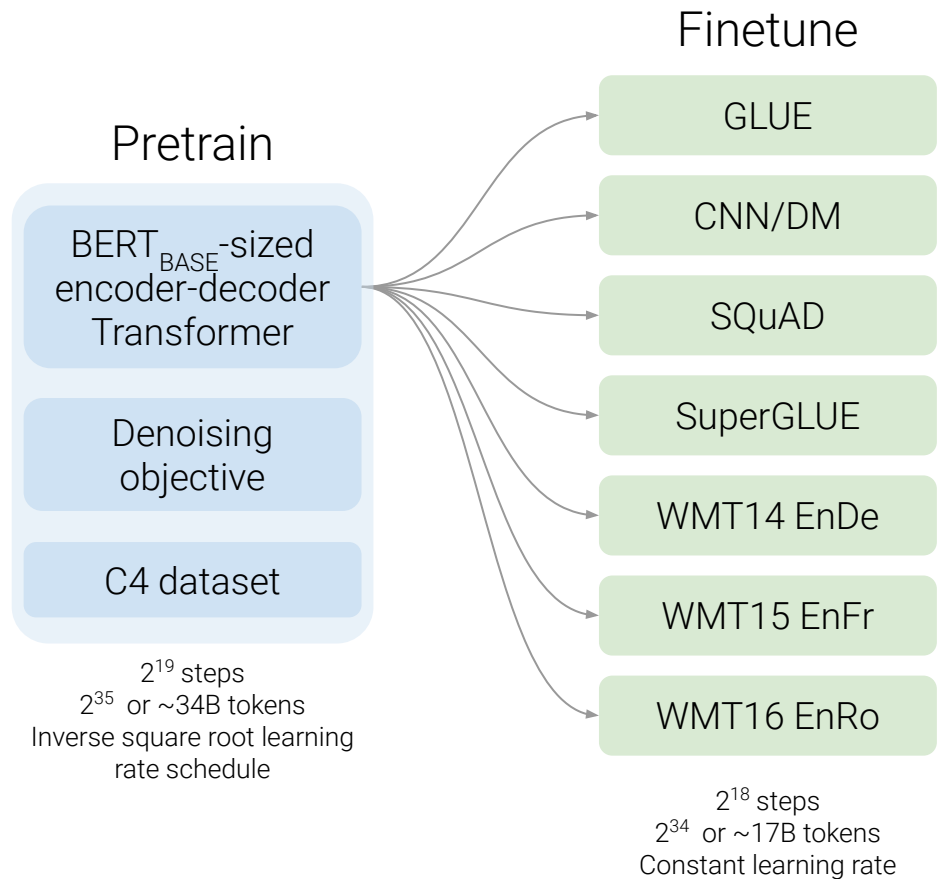 Pretrain
BERT_BASE-sized
encoder-decoder
Transformer
Denoising
objective
C4 dataset
2^19 steps
2^35 or ~34B tokens
Inverse square root learning
rate schedule
Finetune
GLUE
CNN/DM
SQuAD
SuperGLUE
WMT14 EnDe
WMT15 EnFr
WMT16 EnRo
2^18 steps
2^34 or ~17B tokens
Constant learning rate